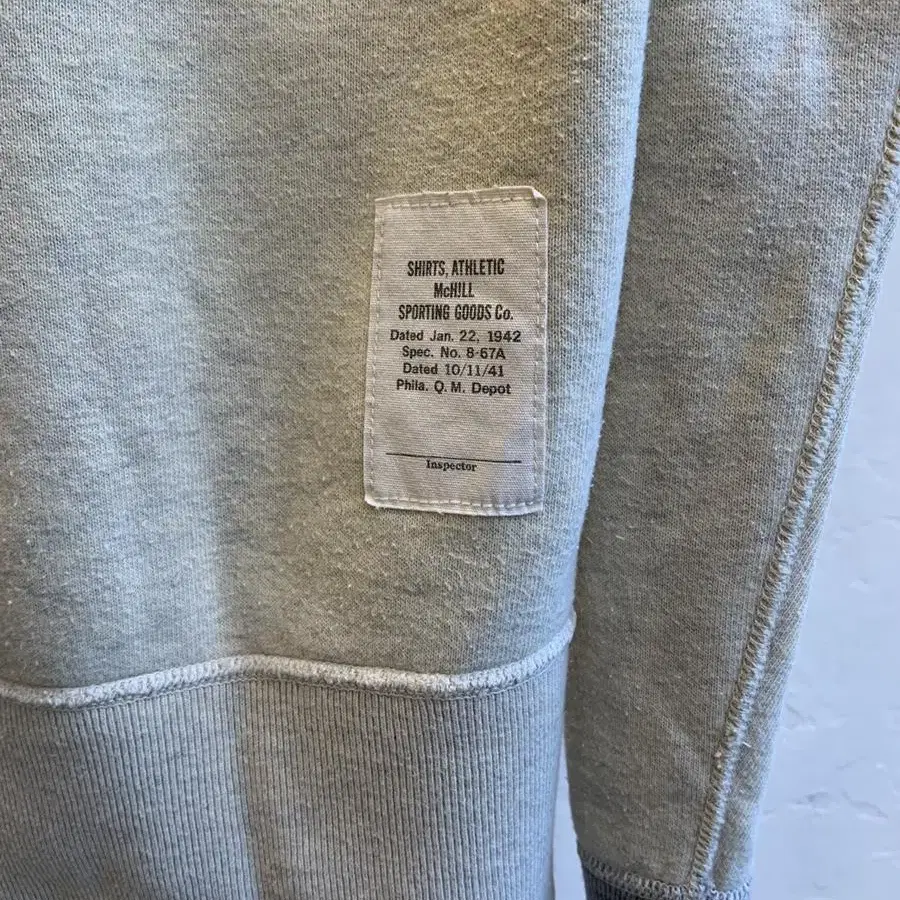 SHIRTS, ATHLETIC
McHILL
SPORTING GOODS Co.
Dated Jan. 22, 1942
Spec. No. 8-67A
Dated 10/11/41
Phila. Q. M. Depot
Inspector